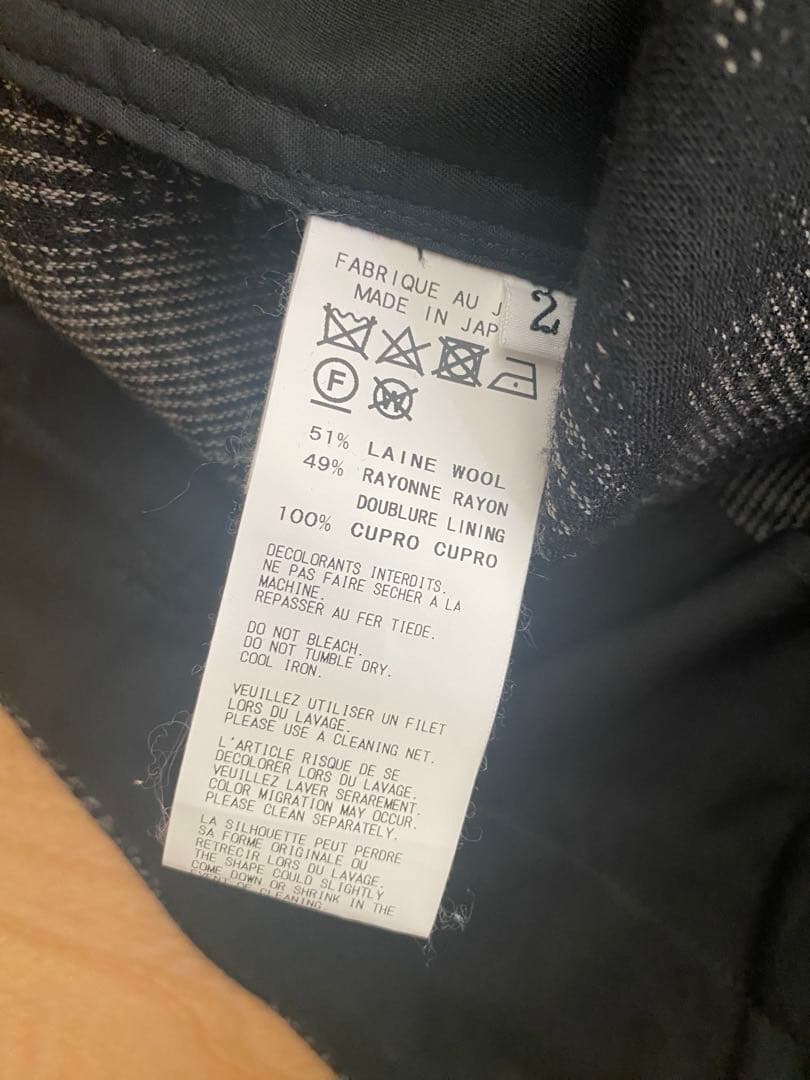 FABRIQUE AU J
MADE IN JAP
2
F
W
51% LAINE WOOL
49% RAYONNE RAYON
DOUBLURE LINING
100% CUPRO CUPRO
DECOLORANTS INTERDITS.
NE PAS FAIRE SECHER A LA
MACHINE.
REPASSER AU FER TIEDE.
DO NOT BLEACH.
DO NOT TUMBLE DRY.
COOL IRON.
VEUILLEZ UTILISER UN FILET
LORS DU LAVAGE.
PLEASE USE A CLEANING NET.
L'ARTICLE RISQUE DE SE
DECOLORER LORS DU LAVAGE.
VEUILLEZ LAVER SERAREMENT.
COLOR MIGRATION MAY OCCUR.
PLEASE CLEAN SEPARATELY.
LA SILHOUETTE PEUT PERDRE
SA FORME ORIGINALE OU
RETRECIR LORS DU LAVAGE.
THE SHAPE COULD SLIGHTLY
COME DOWN OR SHRINK IN THE
EVENT OF CLEANING